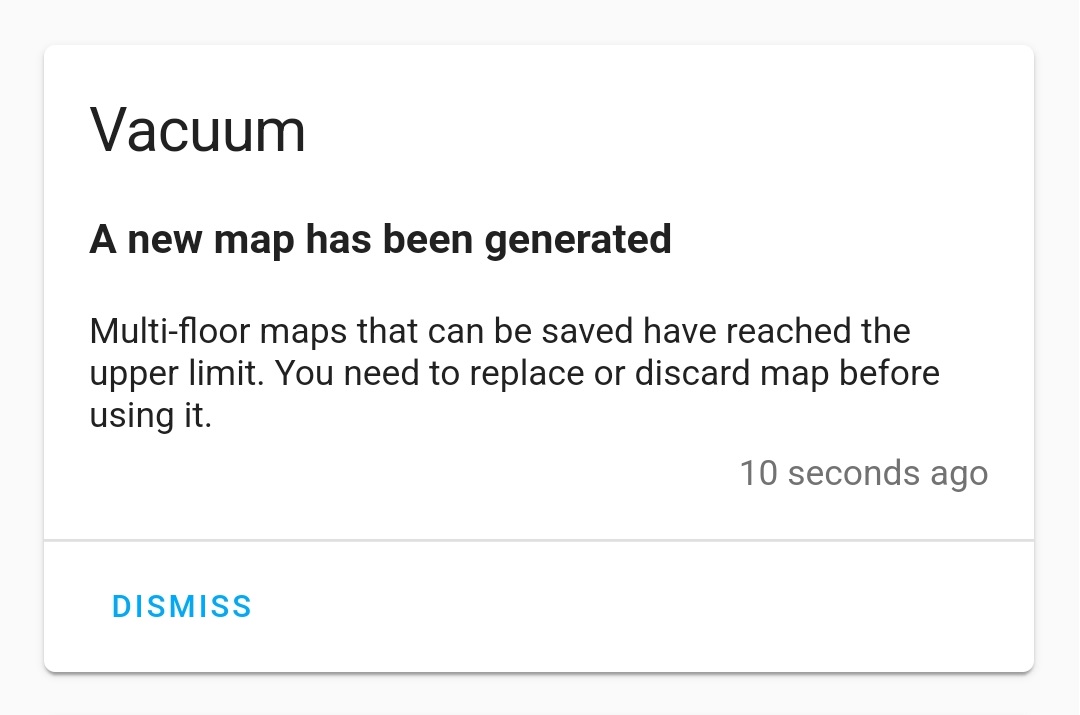 Vacuum
A new map has been generated
Multi-floor maps that can be saved have reached the
upper limit. You need to replace or discard map before
using it.
10 seconds ago
DISMISS